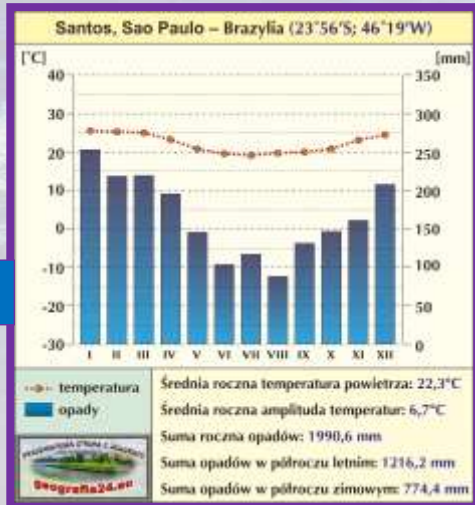 Santos, Sao Paulo – Brazylia (23°56'S; 46°19'W)
[°C] [mm]
40 350
30 300
20 250
10 200
0 150
-10 100
-20 50
-30 0
I II III IV V VI VII VIII IX X XI XII
temperatura
opady
Średnia roczna temperatura powietrza: 22,3°C
Średnia roczna amplituda temperatur: 6,7°C
Suma roczna opadów: 1990,6 mm
Suma opadów w półroczu letnim: 1216,2 mm
Suma opadów w półroczu zimowym: 774,4 mm
geografia24.eu